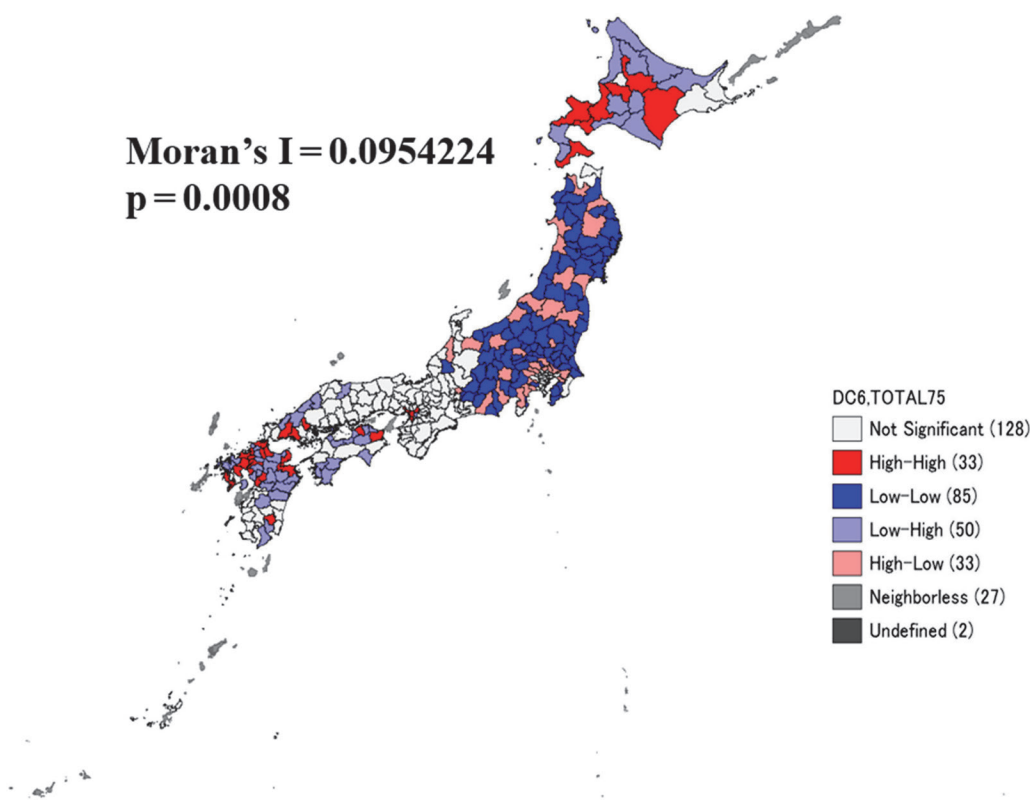 Moran’s I = 0.0954224
p = 0.0008
DC6,TOTAL75
Not Significant (128)
High-High (33)
Low-Low (85)
Low-High (50)
High-Low (33)
Neighborless (27)
Undefined (2)